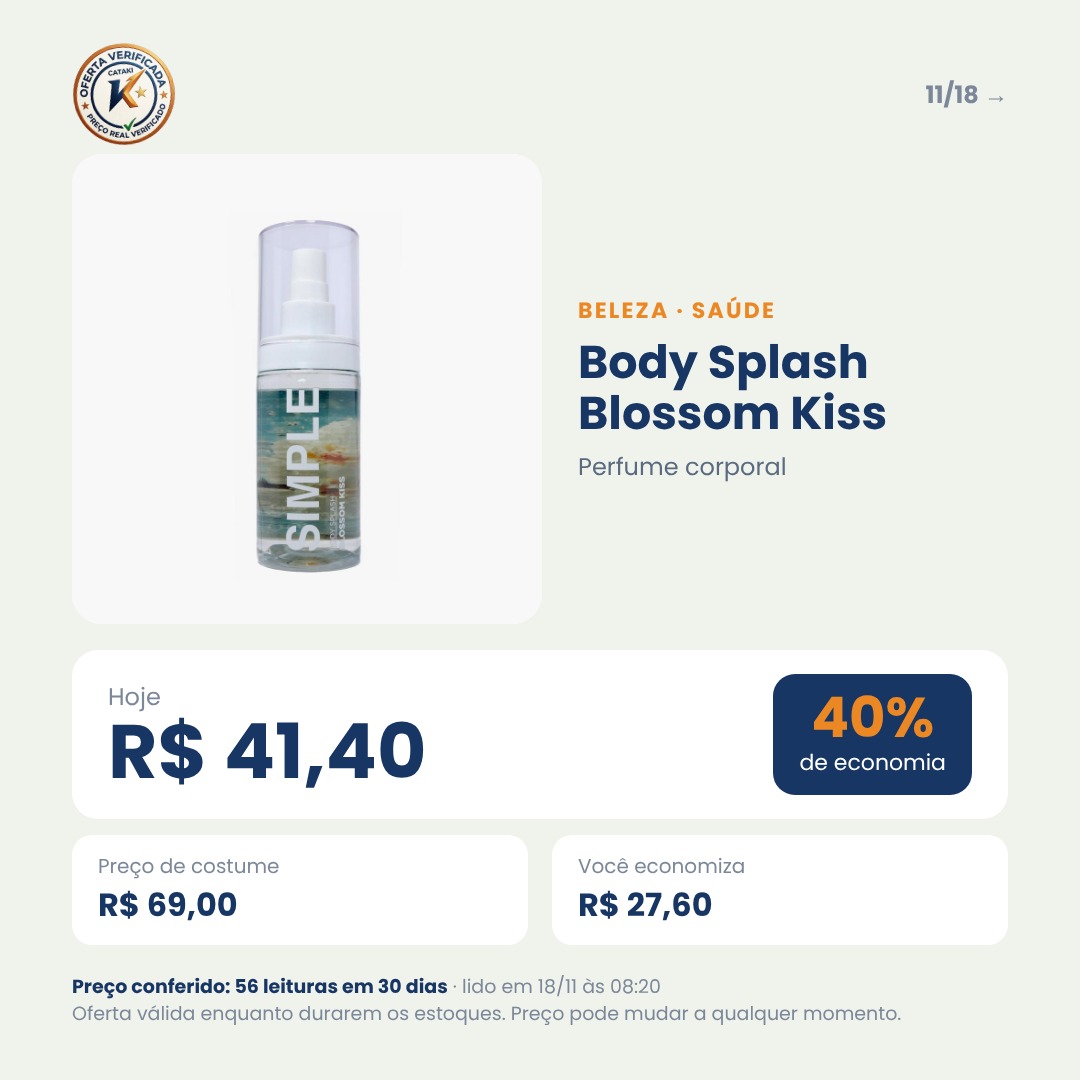 OFERTA VERIFICADA
CATAKI
K
PREÇO REAL VERIFICADO
11/18 →
SIMPLE
BODY SPLASH
BLOSSOM KISS
BELEZA · SAÚDE
Body Splash
Blossom Kiss
Perfume corporal
Hoje
R$ 41,40
40%
de economia
Preço de costume
R$ 69,00
Você economiza
R$ 27,60
Preço conferido: 56 leituras em 30 dias · lido em 18/11 às 08:20
Oferta válida enquanto durarem os estoques. Preço pode mudar a qualquer momento.